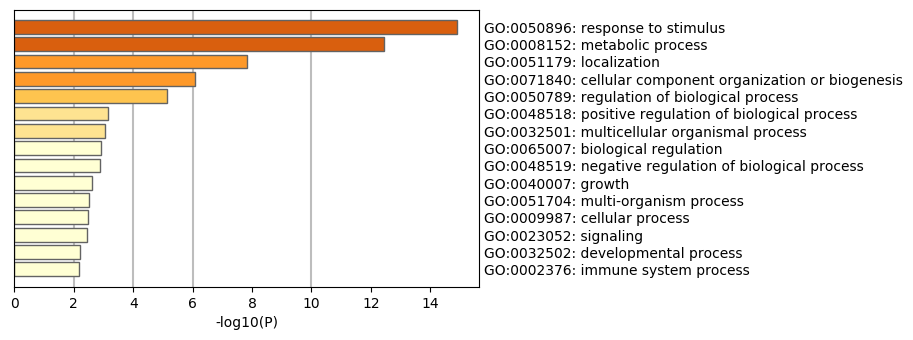 GO:0050896: response to stimulus
GO:0008152: metabolic process
GO:0051179: localization
GO:0071840: cellular component organization or biogenesis
GO:0050789: regulation of biological process
GO:0048518: positive regulation of biological process
GO:0032501: multicellular organismal process
GO:0065007: biological regulation
GO:0048519: negative regulation of biological process
GO:0040007: growth
GO:0051704: multi-organism process
GO:0009987: cellular process
GO:0023052: signaling
GO:0032502: developmental process
GO:0002376: immune system process
0 2 4 6 8 10 12 14
-log10(P)